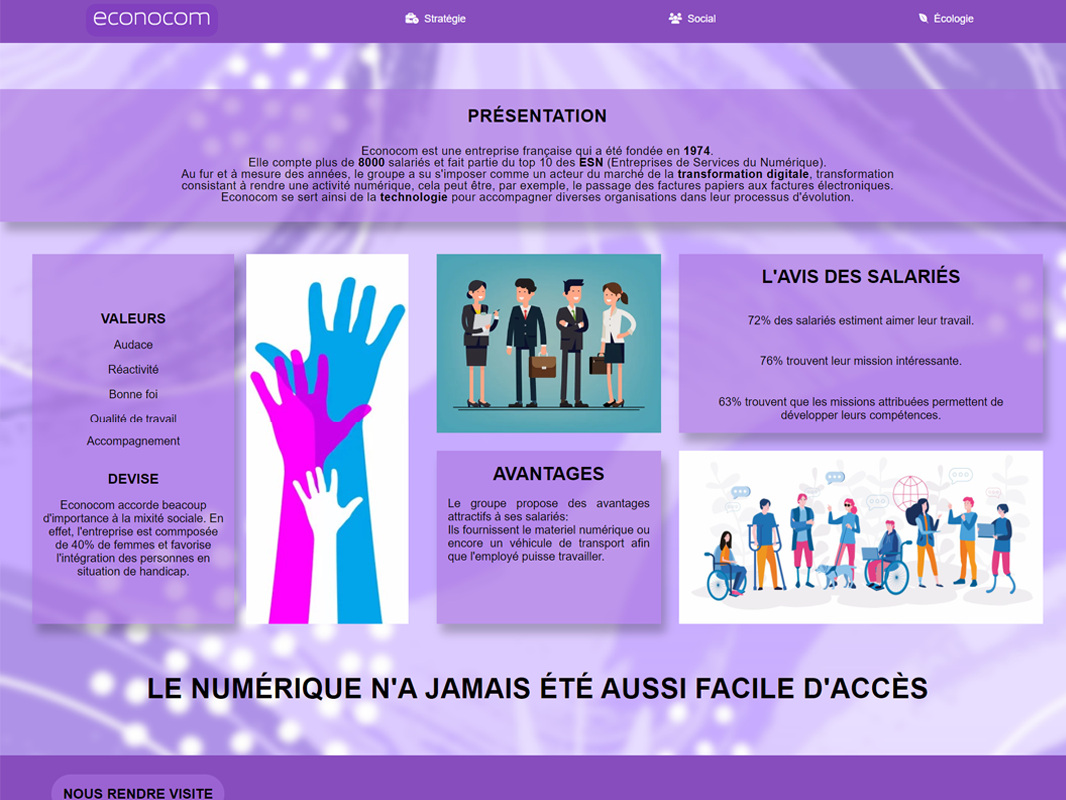 econocom
Stratégie
Social
Écologie
PRÉSENTATION
Econocom est une entreprise française qui a été fondée en 1974.
Elle compte plus de 8000 salariés et fait partie du top 10 des ESN (Entreprises de Services du Numérique).
Au fur et à mesure des années, le groupe a su s'imposer comme un acteur du marché de la transformation digitale, transformation
consistant à rendre une activité numérique, cela peut être, par exemple, le passage des factures papiers aux factures électroniques.
Econocom se sert ainsi de la technologie pour accompagner diverses organisations dans leur processus d'évolution.
VALEURS
Audace
Réactivité
Bonne foi
Qualité de travail
Accompagnement
DEVISE
Econocom accorde beacoup
d'importance à la mixité sociale. En
effet, l'entreprise est commposée
de 40% de femmes et favorise
l'intégration des personnes en
situation de handicap.
AVANTAGES
Le groupe propose des avantages
attractifs à ses salariés:
Ils fournissent le materiel numérique ou
encore un véhicule de transport afin
que l'employé puisse travailler.
L'AVIS DES SALARIÉS
72% des salariés estiment aimer leur travail.
76% trouvent leur mission intéressante.
63% trouvent que les missions attribuées permettent de
développer leurs compétences.
LE NUMÉRIQUE N'A JAMAIS ÉTÉ AUSSI FACILE D'ACCÈS
NOUS RENDRE VISITE